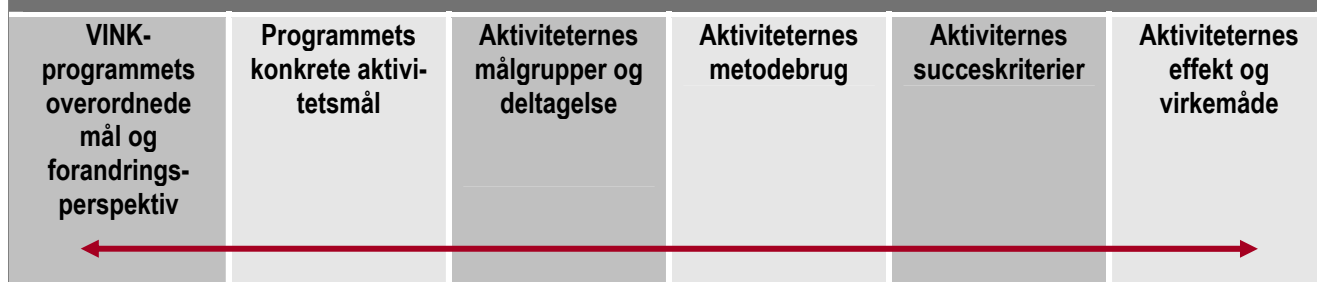 VINK-
programmets
overordnede
mål og
forandrings-
perspektiv
Programmets
konkrete aktivi-
tetsmål
Aktiviteternes
målgrupper og
deltagelse
Aktiviteternes
metodebrug
Aktiviternes
succeskriterier
Aktiviteternes
effekt og
virkemåde